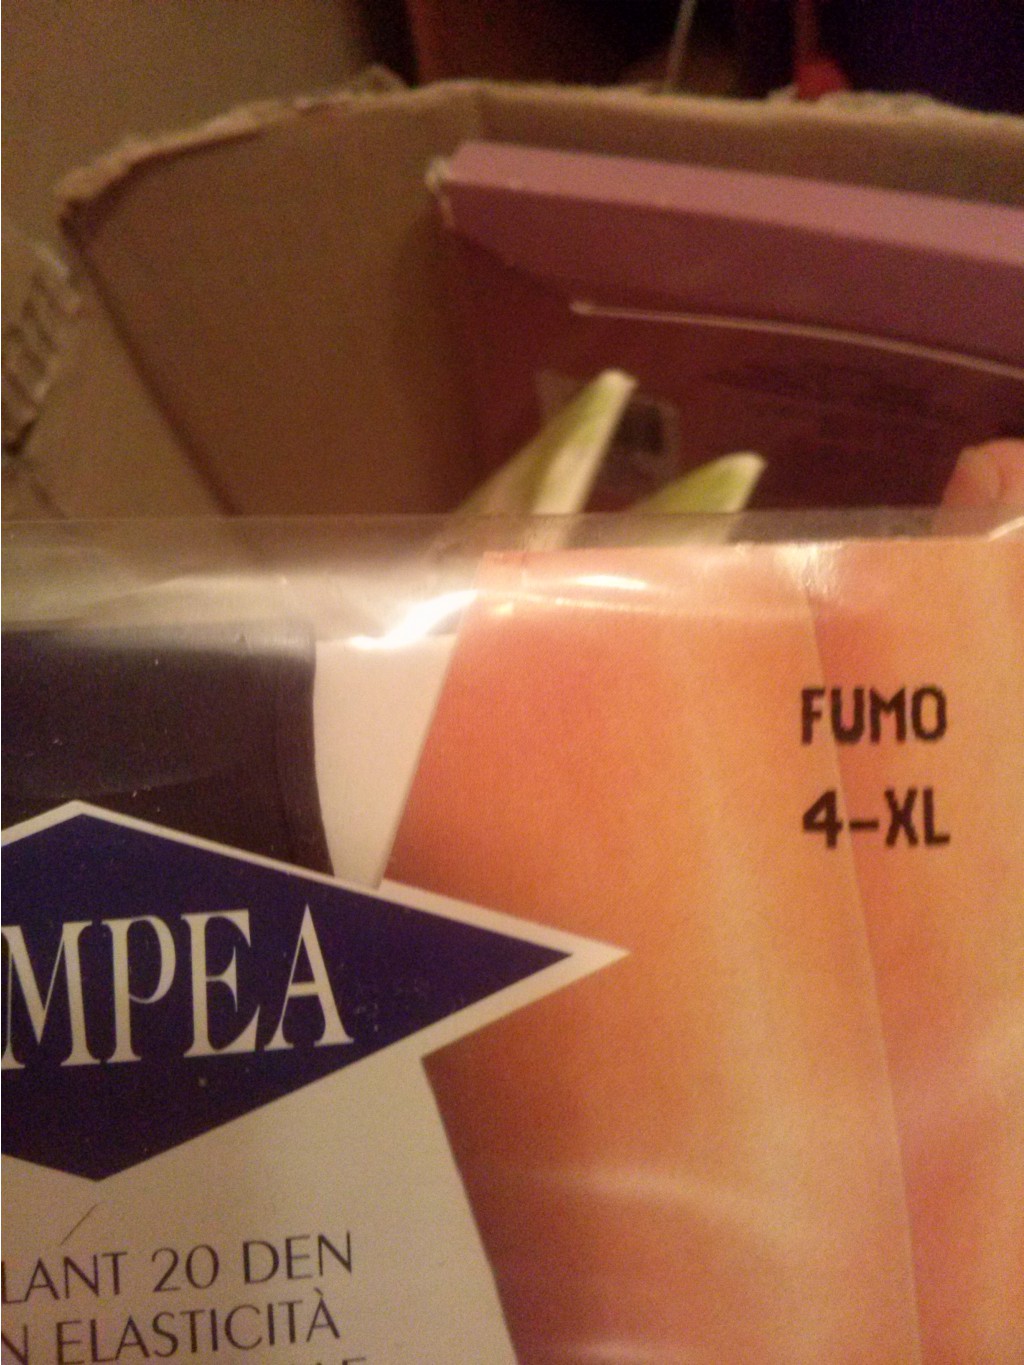 FUMO
4-XL
MPEA
LANT 20 DEN
N ELASTICITÀ